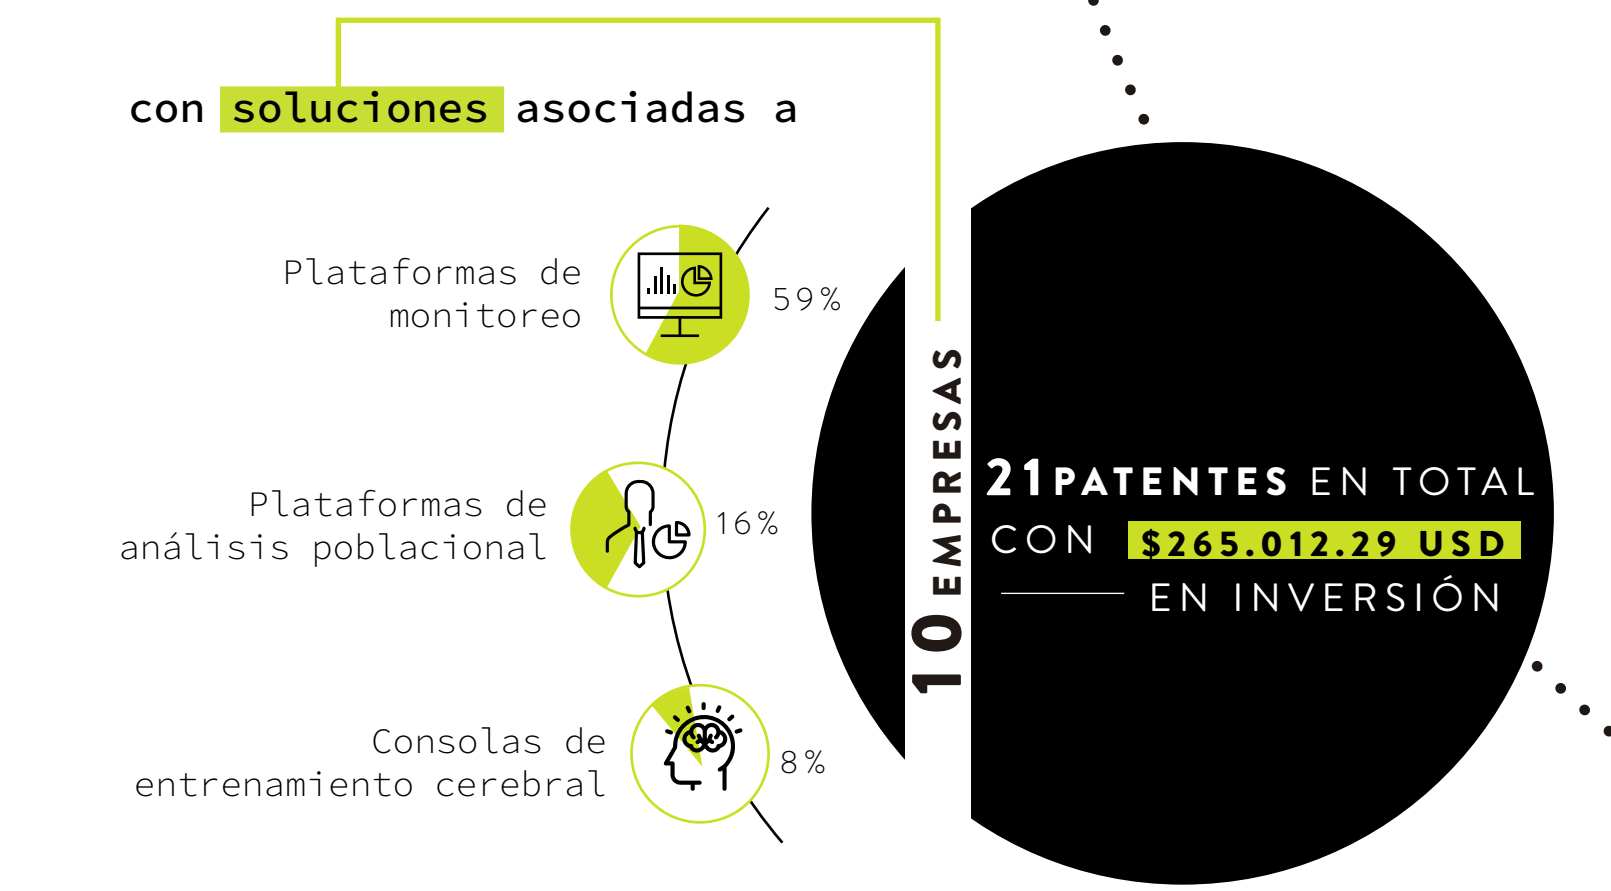 con soluciones asociadas a
Plataformas de
monitoreo
59%
Plataformas de
análisis poblacional
16%
Consolas de
entrenamiento cerebral
8%
10 EMPRESAS
21 PATENTES EN TOTAL
CON $265.012.29 USD
EN INVERSIÓN